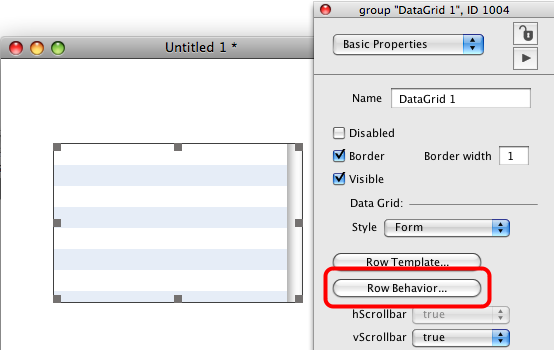 group "DataGrid 1", ID 1004
Untitled 1 *
Basic Properties
Name DataGrid 1
Disabled
Border Border width 1
Visible
Data Grid:
Style Form
Row Template...
Row Behavior...
hScrollbar true
vScrollbar true